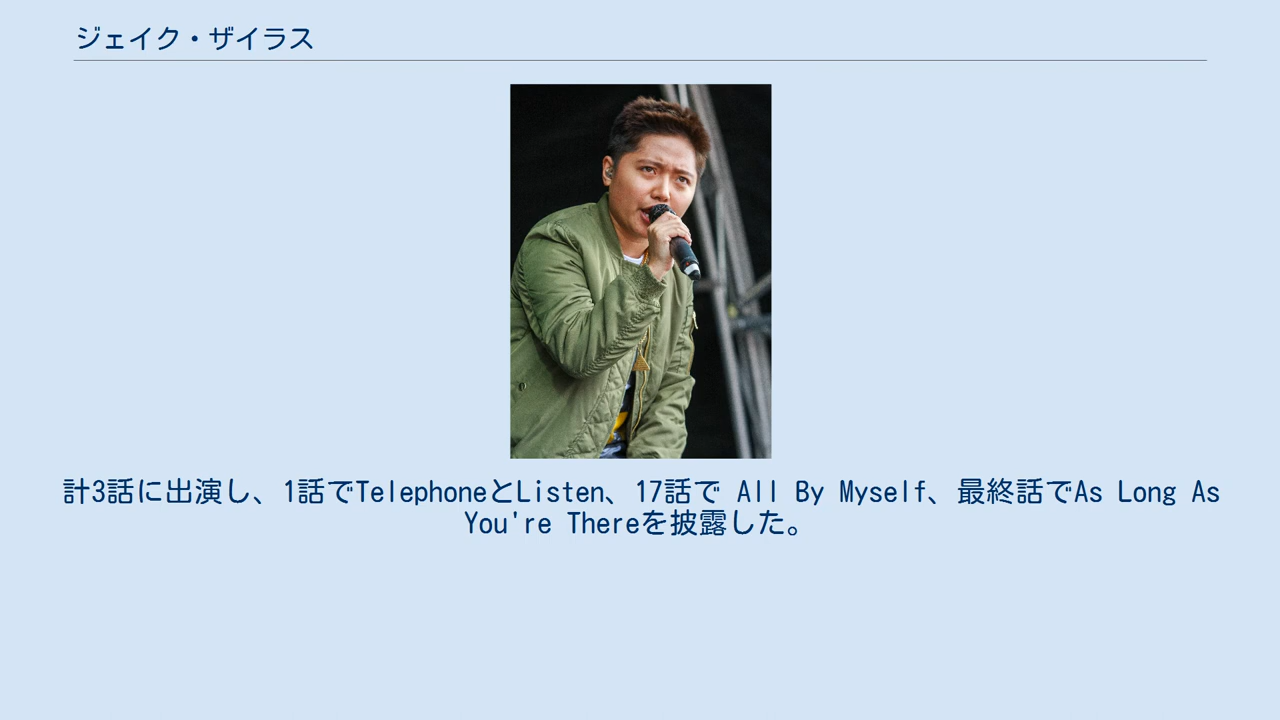 ジェイク・ザイラス
計3話に出演し、1話でTelephoneとListen、17話で All By Myself、最終話でAs Long As
You're Thereを披露した。